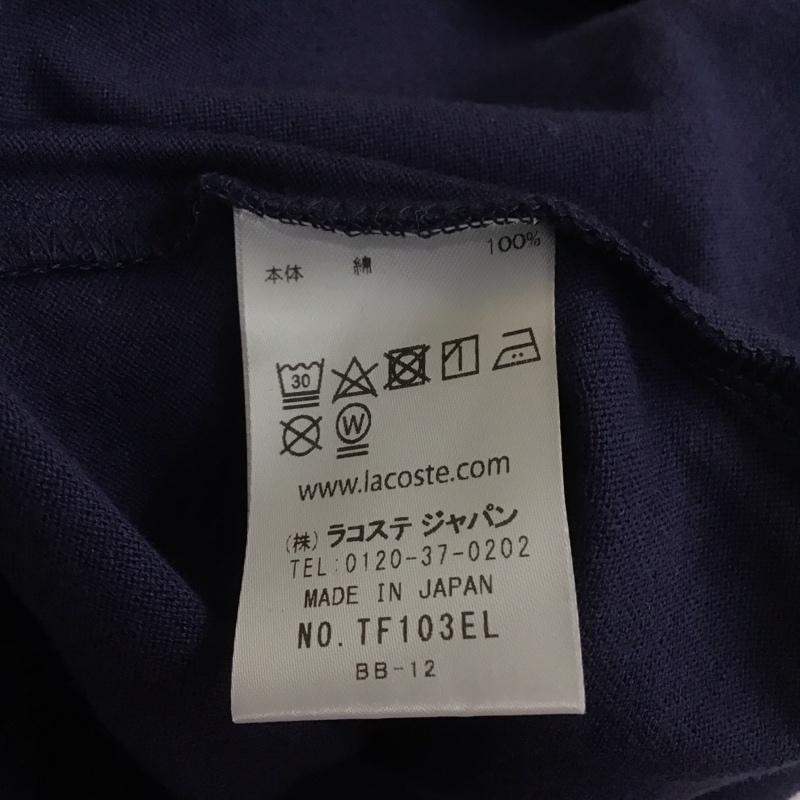 本体 綿 100%
30
W
www.lacoste.com
(株) ラコステ ジャパン
TEL:0120-37-0202
MADE IN JAPAN
NO. TF103EL
BB-12